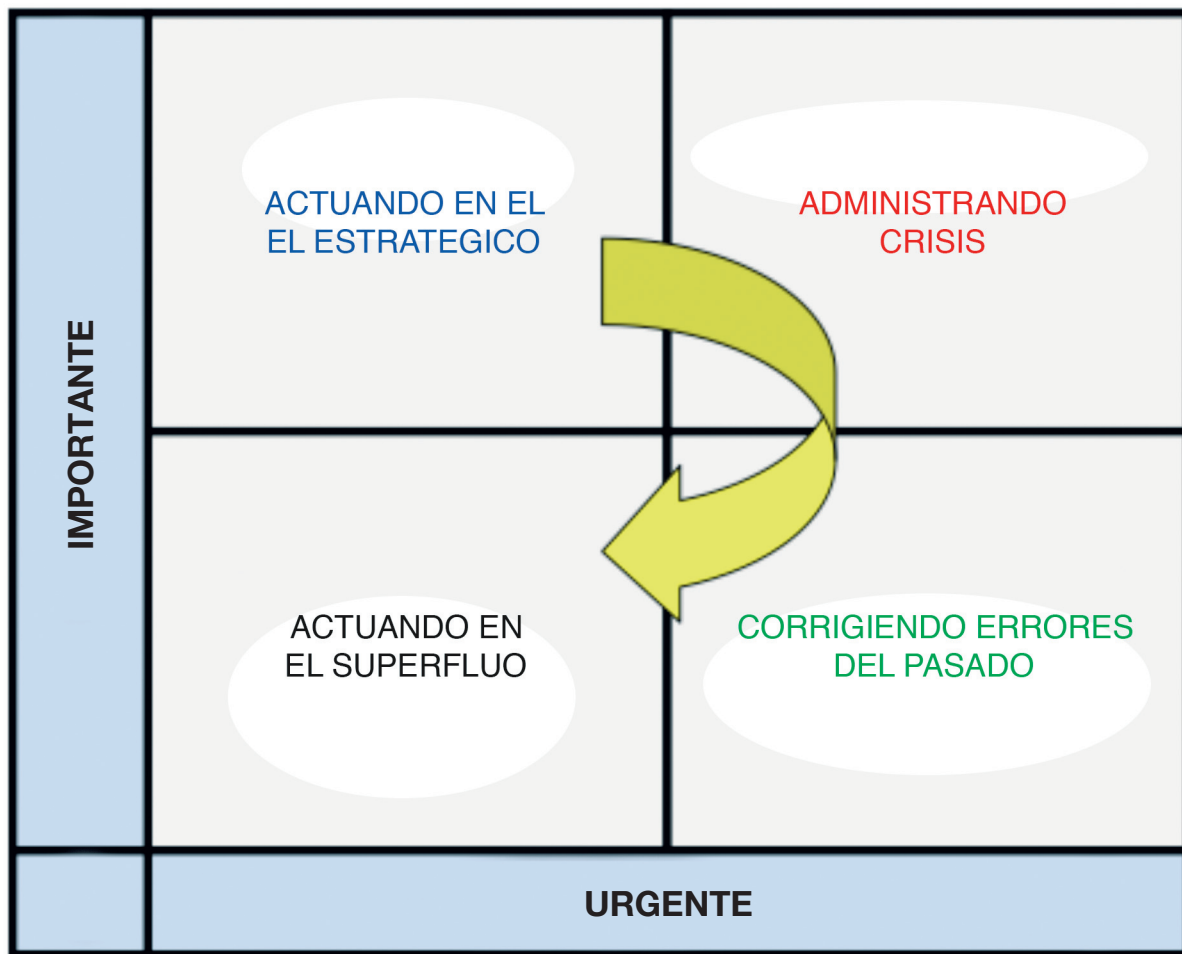 ACTUANDO EN EL
EL ESTRATEGICO
ADMINISTRANDO
CRISIS
IMPORTANTE
ACTUANDO EN
EL SUPERFLUO
CORRIGIENDO ERRORES
DEL PASADO
URGENTE